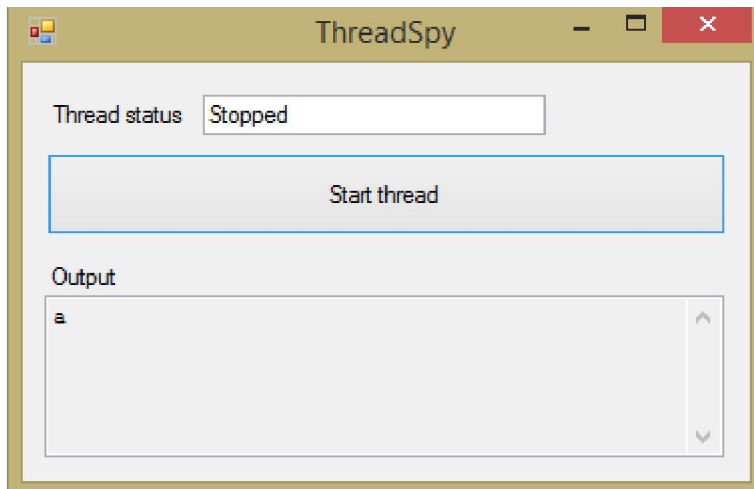 ThreadSpy
Thread status Stopped
Start thread
Output
a